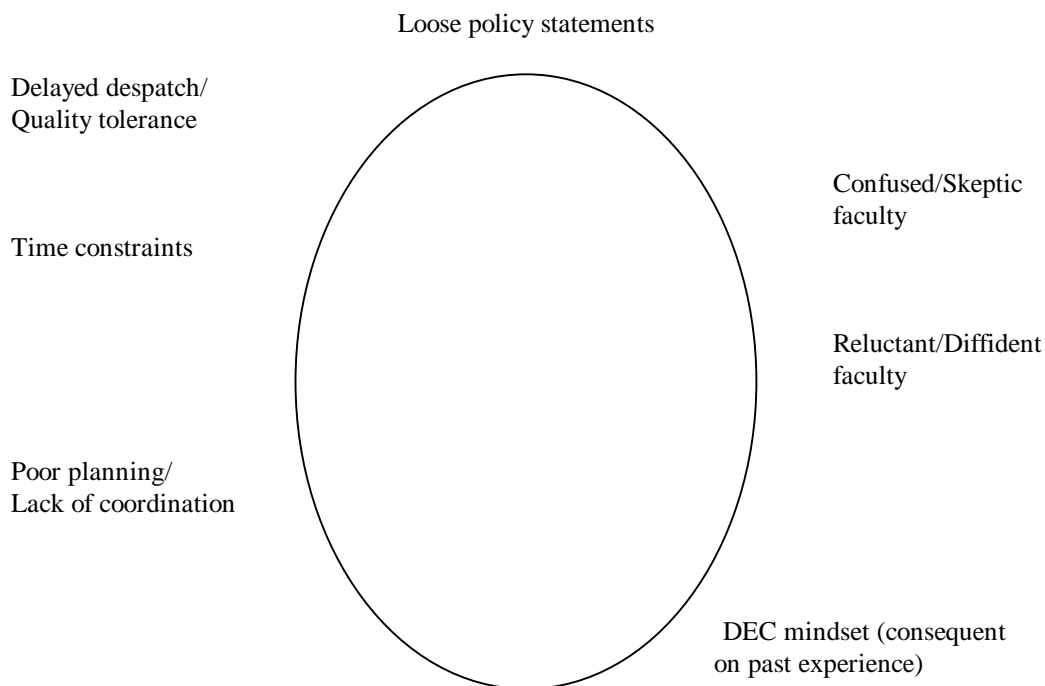 Loose policy statements
Delayed despatch/
Quality tolerance
Confused/Skeptic
faculty
Time constraints
Reluctant/Diffident
faculty
Poor planning/
Lack of coordination
DEC mindset (consequent
on past experience)